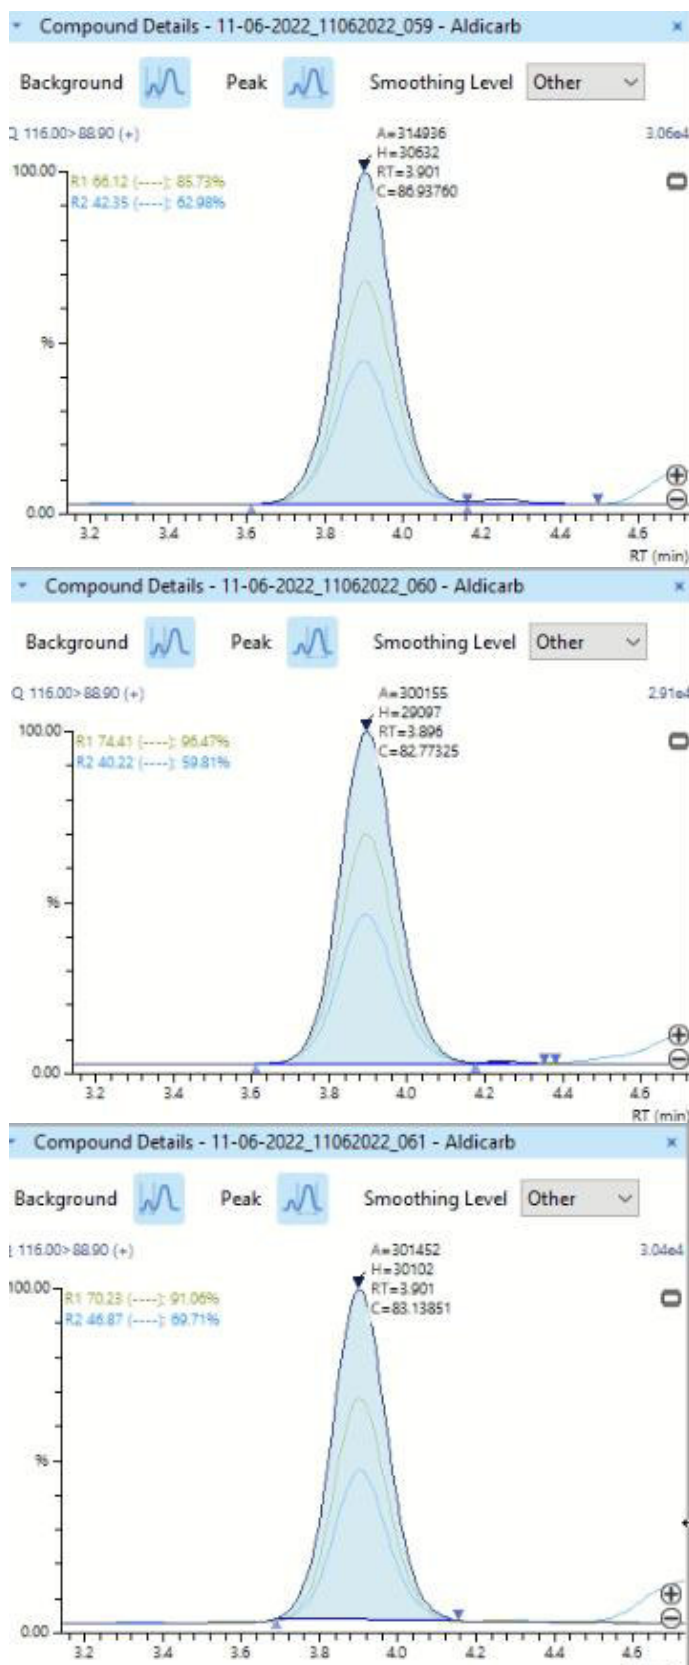 Compound Details - 11-06-2022_11062022_059 - Aldicarb
Background Peak Smoothing Level Other
Q 116.00>88.90 (+) A=314936 3.06e4
H=30632
RT=3.901
C=86.93760
100.00
R1 66.12 (----); 85.73%
R2 42.35 (----); 62.98%
%
0.00
3.2 3.4 3.6 3.8 4.0 4.2 4.4 4.6
RT (min)
Compound Details - 11-06-2022_11062022_060 - Aldicarb
Background Peak Smoothing Level Other
Q 116.00>88.90 (+) A=300155 2.91e4
H=29097
RT=3.896
C=82.77325
100.00
R1 74.41 (----); 96.47%
R2 40.22 (----); 59.81%
%
0.00
3.2 3.4 3.6 3.8 4.0 4.2 4.4 4.6
RT (min)
Compound Details - 11-06-2022_11062022_061 - Aldicarb
Background Peak Smoothing Level Other
116.00>88.90 (+) A=301452 3.04e4
H=30102
RT=3.901
C=83.13851
100.00
R1 70.23 (----); 91.06%
R2 46.87 (----); 69.71%
%
0.00
3.2 3.4 3.6 3.8 4.0 4.2 4.4 4.6